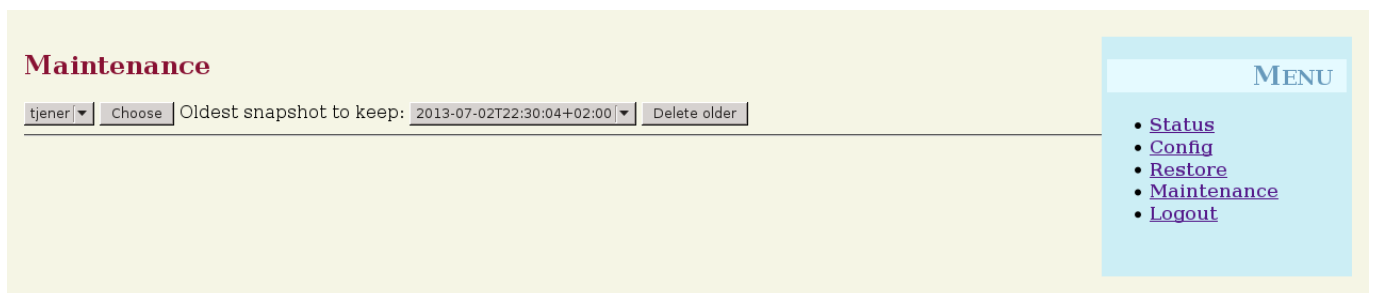 Maintenance
tjener Choose Oldest snapshot to keep: 2013-07-02T22:30:04+02:00 Delete older
MENU
Status
Config
Restore
Maintenance
Logout